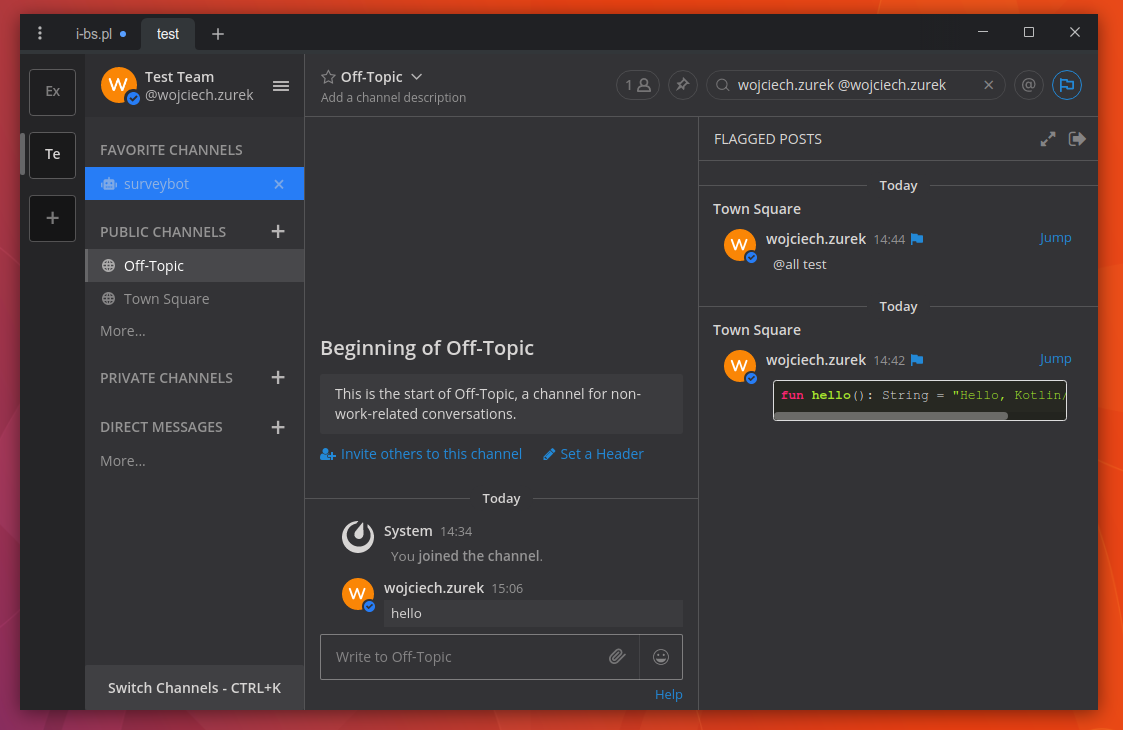 i-bs.pl
test
Ex
Te
W
Test Team
@wojciech.zurek
FAVORITE CHANNELS
surveybot
PUBLIC CHANNELS
Off-Topic
Town Square
More...
PRIVATE CHANNELS
DIRECT MESSAGES
More...
Switch Channels - CTRL+K
Off-Topic
Add a channel description
1
wojciech.zurek @wojciech.zurek
@
Beginning of Off-Topic
This is the start of Off-Topic, a channel for non-
work-related conversations.
Invite others to this channel
Set a Header
Today
System 14:34
You joined the channel.
W
wojciech.zurek 15:06
hello
Write to Off-Topic
Help
FLAGGED POSTS
Today
Town Square
W
wojciech.zurek 14:44
Jump
@all test
Today
Town Square
W
wojciech.zurek 14:42
Jump
fun hello(): String = "Hello, Kotlin/